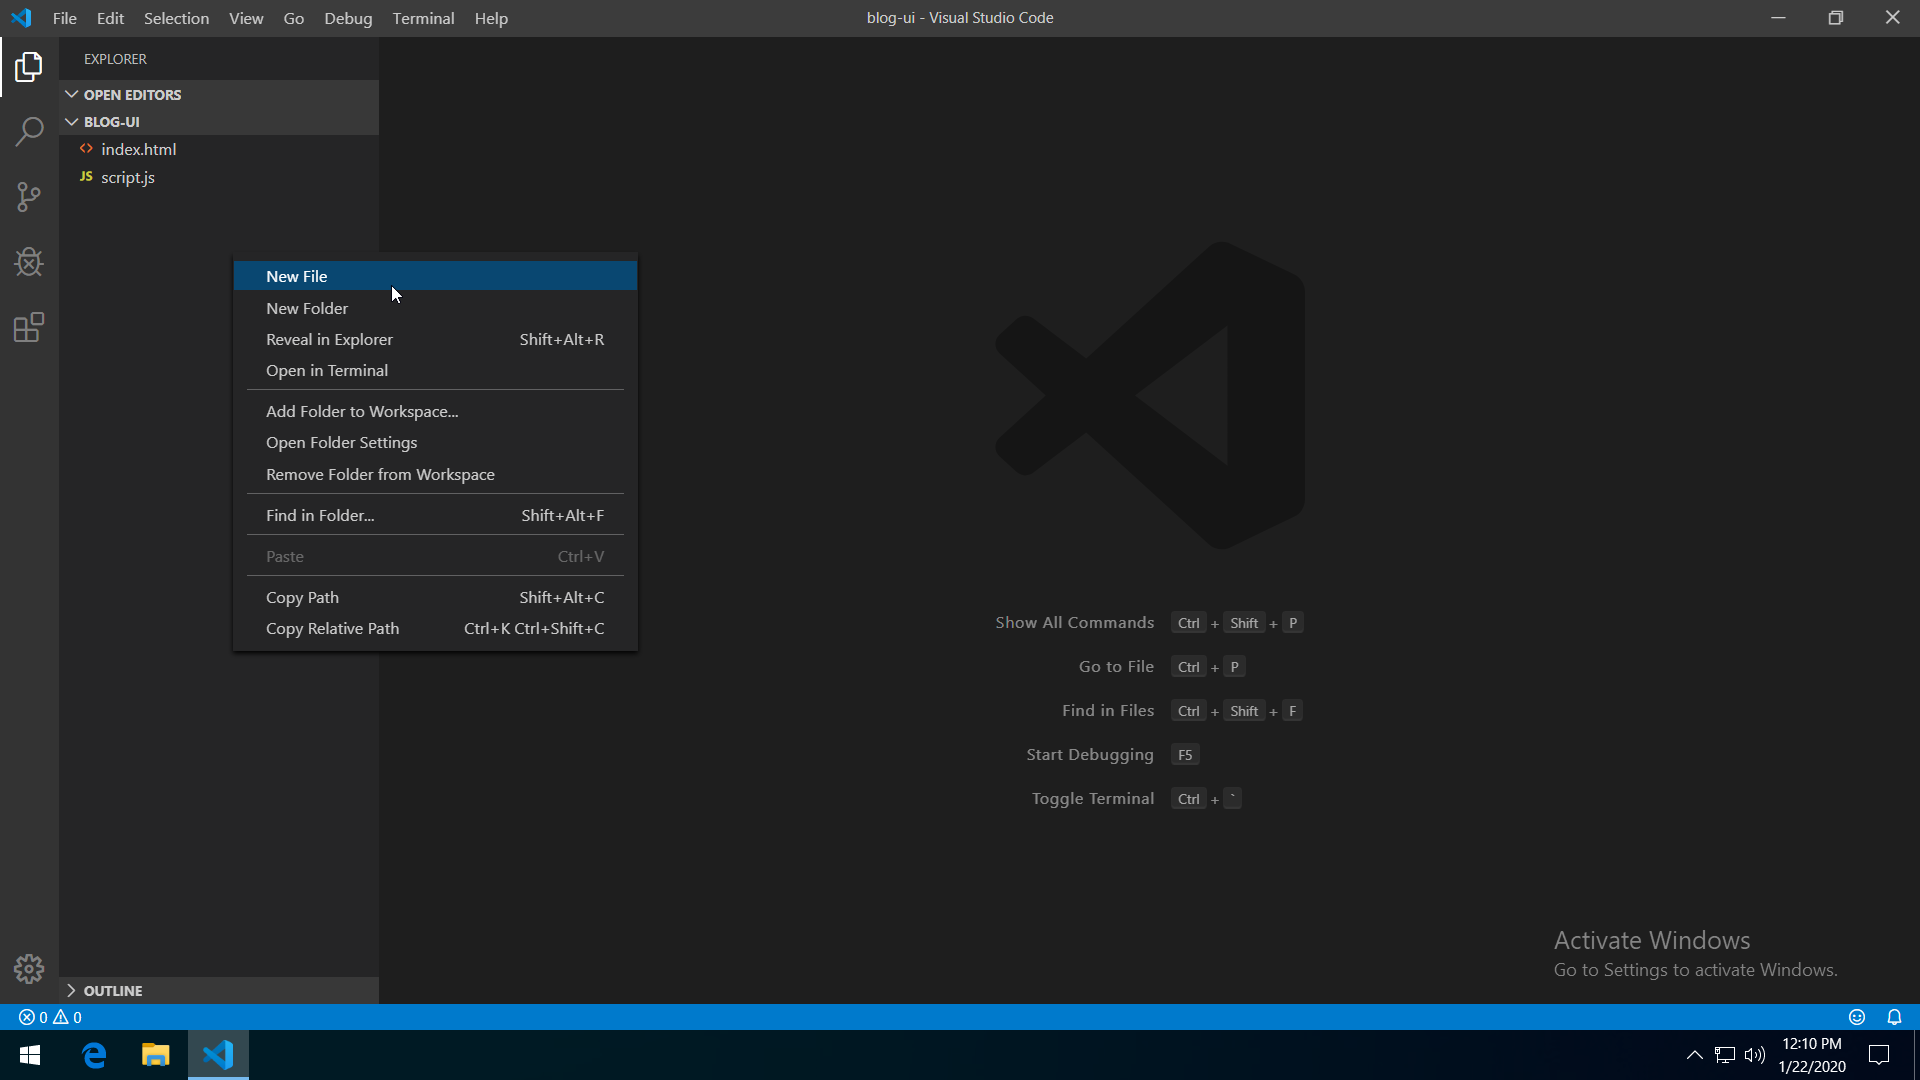 File Edit Selection View Go Debug Terminal Help
blog-ui - Visual Studio Code
EXPLORER
OPEN EDITORS
BLOG-UI
<> index.html
JS script.js
New File
New Folder
Reveal in Explorer Shift+Alt+R
Open in Terminal
Add Folder to Workspace...
Open Folder Settings
Remove Folder from Workspace
Find in Folder... Shift+Alt+F
Paste Ctrl+V
Copy Path Shift+Alt+C
Copy Relative Path Ctrl+K Ctrl+Shift+C
Show All Commands Ctrl + Shift + P
Go to File Ctrl + P
Find in Files Ctrl + Shift + F
Start Debugging F5
Toggle Terminal Ctrl + `
Activate Windows
Go to Settings to activate Windows.
OUTLINE
0 0
12:10 PM
1/22/2020